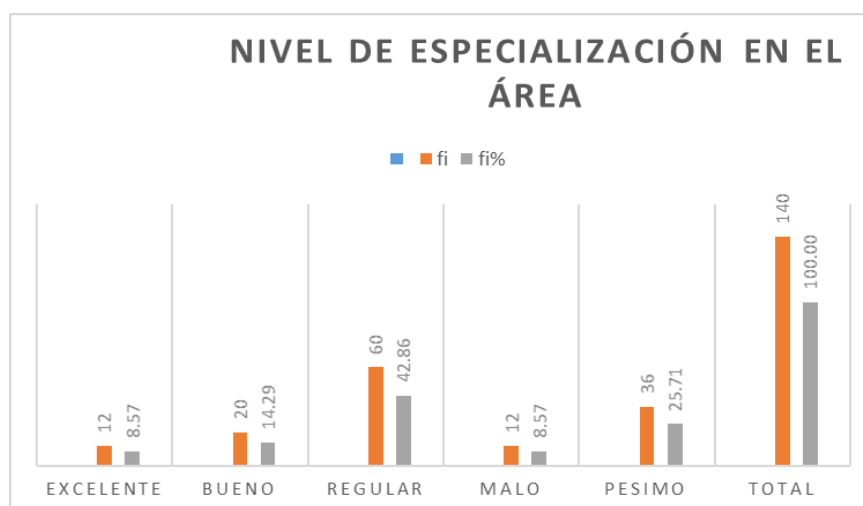 NIVEL DE ESPECIALIZACIÓN EN EL
ÁREA
fi fi%
12 8.57 20 14.29 60 42.86 12 8.57 36 25.71 140 100.00
EXCELENTE BUENO REGULAR MALO PESIMO TOTAL